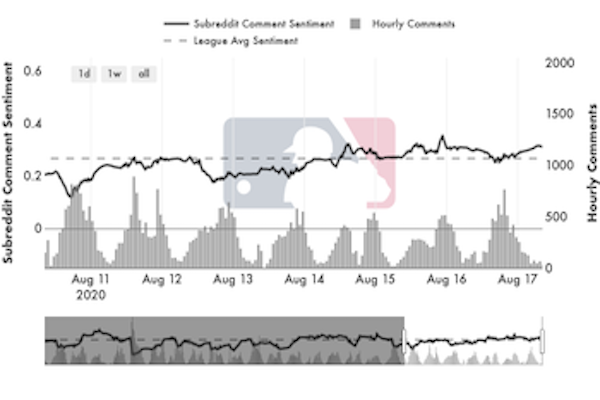 Subreddit Comment Sentiment
Hourly Comments
League Avg Sentiment
1d
1w
all
Subreddit Comment Sentiment
0.6
0.4
0.2
0
2000
1500
1000
500
0
Hourly Comments
Aug 11
2020
Aug 12
Aug 13
Aug 14
Aug 15
Aug 16
Aug 17